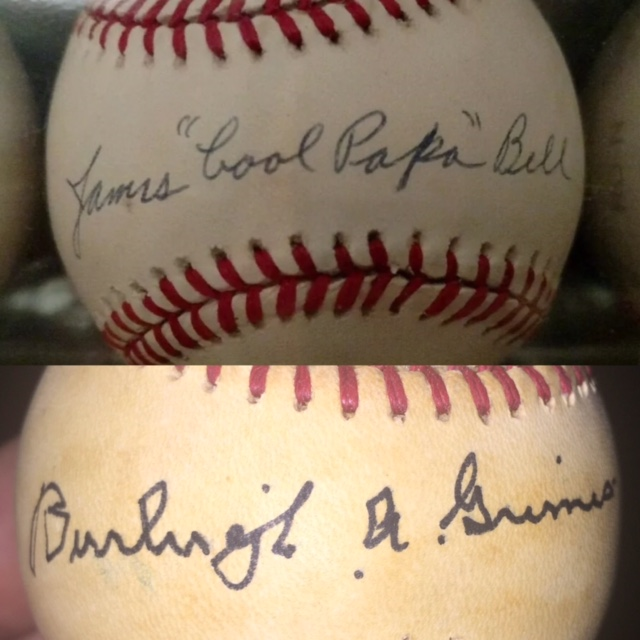 James "Cool Papa" Bell
Burleigh A. Grimes